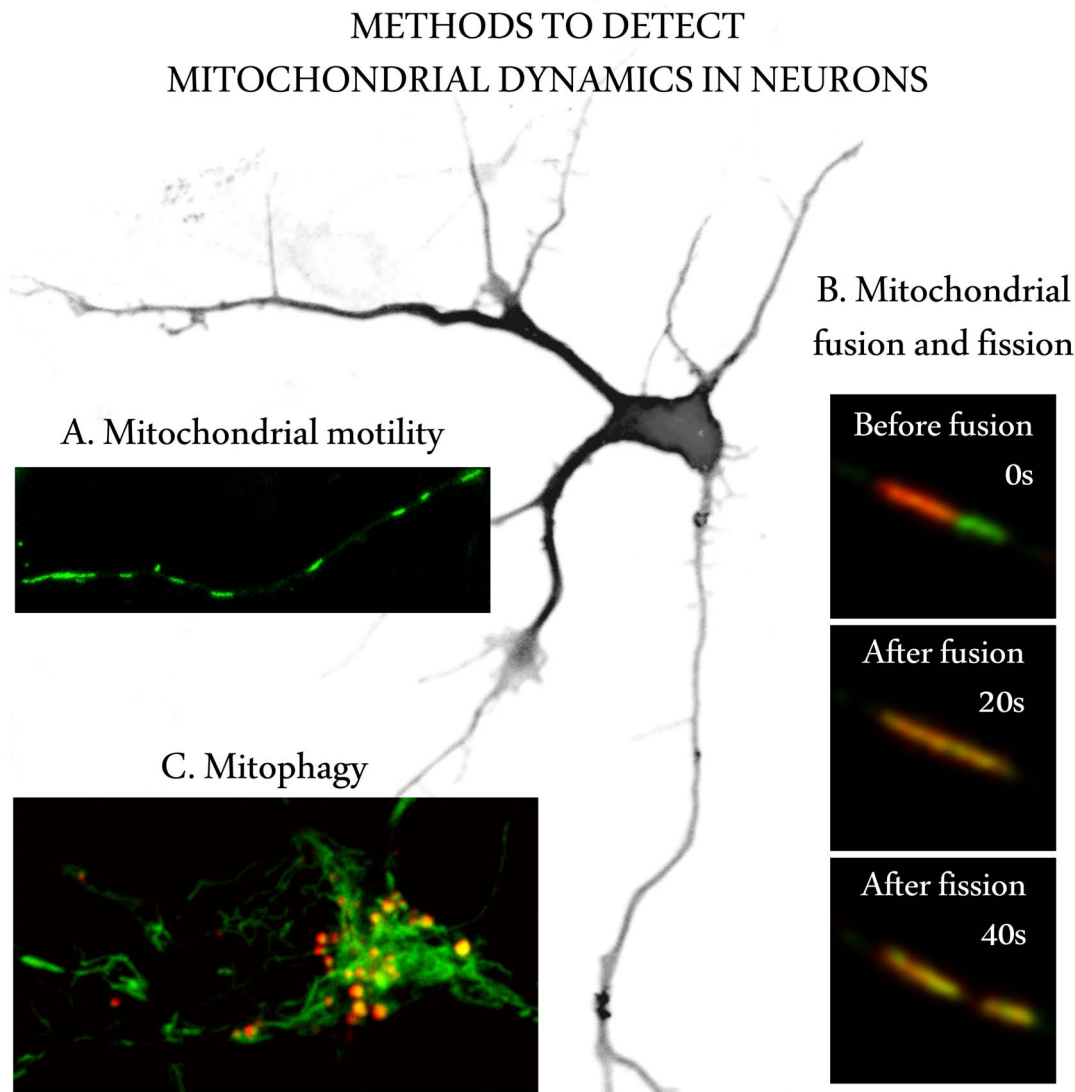 METHODS TO DETECT
MITOCHONDRIAL DYNAMICS IN NEURONS
B. Mitochondrial
fusion and fission
A. Mitochondrial motility
Before fusion
0s
After fusion
20s
C. Mitophagy
After fission
40s